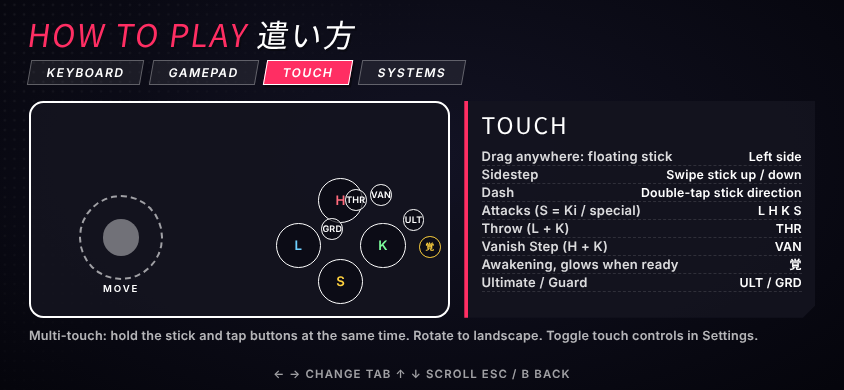 HOW TO PLAY 遣い方
KEYBOARD GAMEPAD TOUCH SYSTEMS
TOUCH
Drag anywhere: floating stick Left side
Sidestep Swipe stick up / down
Dash Double-tap stick direction
Attacks (S = Ki / special) L H K S
Throw (L + K) THR
Vanish Step (H + K) VAN
Awakening, glows when ready 覚
Ultimate / Guard ULT / GRD
H THR VAN
GRD ULT
L K 覚
S
MOVE
Multi-touch: hold the stick and tap buttons at the same time. Rotate to landscape. Toggle touch controls in Settings.
← → CHANGE TAB ↑ ↓ SCROLL ESC / B BACK